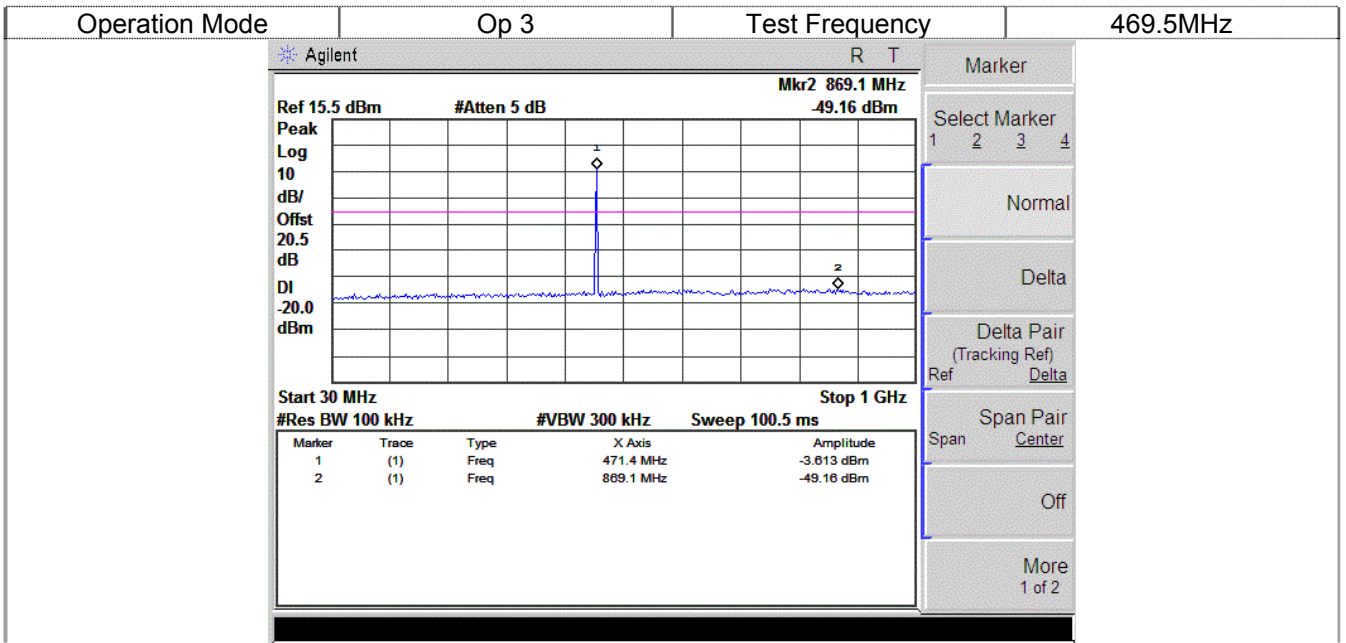 Operation Mode Op 3 Test Frequency 469.5MHz
Agilent R T
Mkr2 869.1 MHz
Ref 15.5 dBm #Atten 5 dB -49.16 dBm
Peak
Log
10
dB/
Offst
20.5
dB
DI
-20.0
dBm
1
2
Start 30 MHz Stop 1 GHz
#Res BW 100 kHz #VBW 300 kHz Sweep 100.5 ms
Marker Trace Type X Axis Amplitude
1 (1) Freq 471.4 MHz -3.613 dBm
2 (1) Freq 869.1 MHz -49.16 dBm
Marker
Select Marker
1 2 3 4
Normal
Delta
Delta Pair
(Tracking Ref)
Ref Delta
Span Pair
Span Center
Off
More
1 of 2